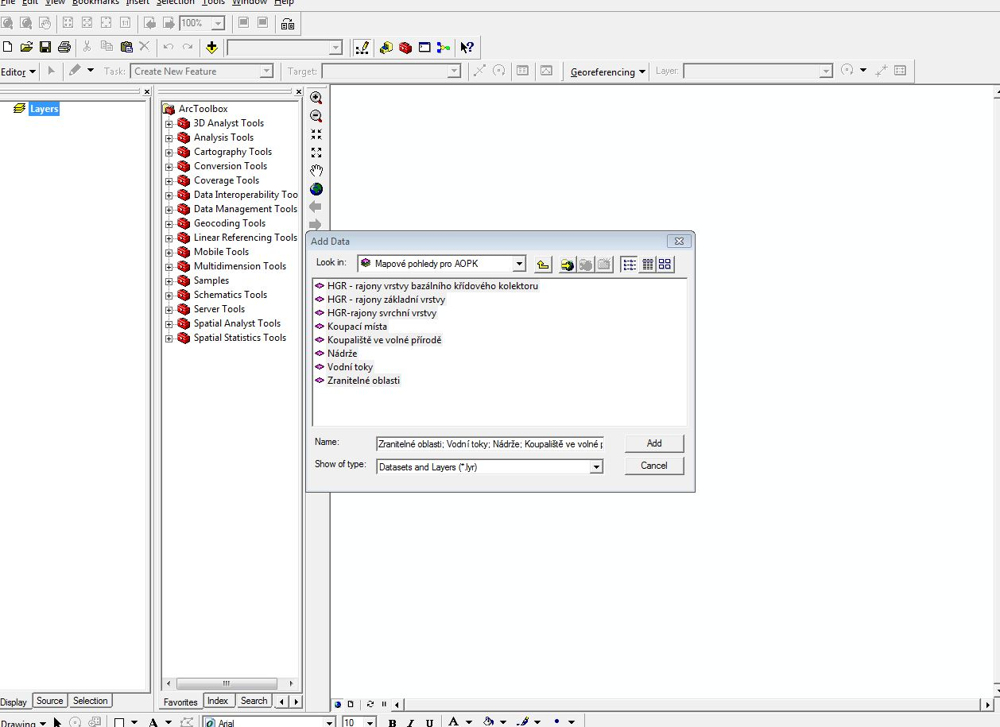 File Edit View Bookmarks Insert Selection Tools Window Help
100%
Editor Task: Create New Feature Target: Georeferencing Layer:
Layers
ArcToolbox
3D Analyst Tools
Analysis Tools
Cartography Tools
Conversion Tools
Coverage Tools
Data Interoperability Too
Data Management Tools
Geocoding Tools
Linear Referencing Tools
Mobile Tools
Multidimension Tools
Samples
Schematics Tools
Server Tools
Spatial Analyst Tools
Spatial Statistics Tools
Add Data
Look in: Mapové pohledy pro AOPK
HGR - rajony vrstvy bazálního křídového kolektoru
HGR - rajony základní vrstvy
HGR-rajony svrchní vrstvy
Koupací místa
Koupaliště ve volné přírodě
Nádrže
Vodní toky
Zranitelné oblasti
Name: Zranitelné oblasti; Vodní toky; Nádrže; Koupaliště ve volné p
Add
Show of type: Datasets and Layers (*.lyr)
Cancel
Display Source Selection
Favorites Index Search
Drawing A Arial 10 B I U A